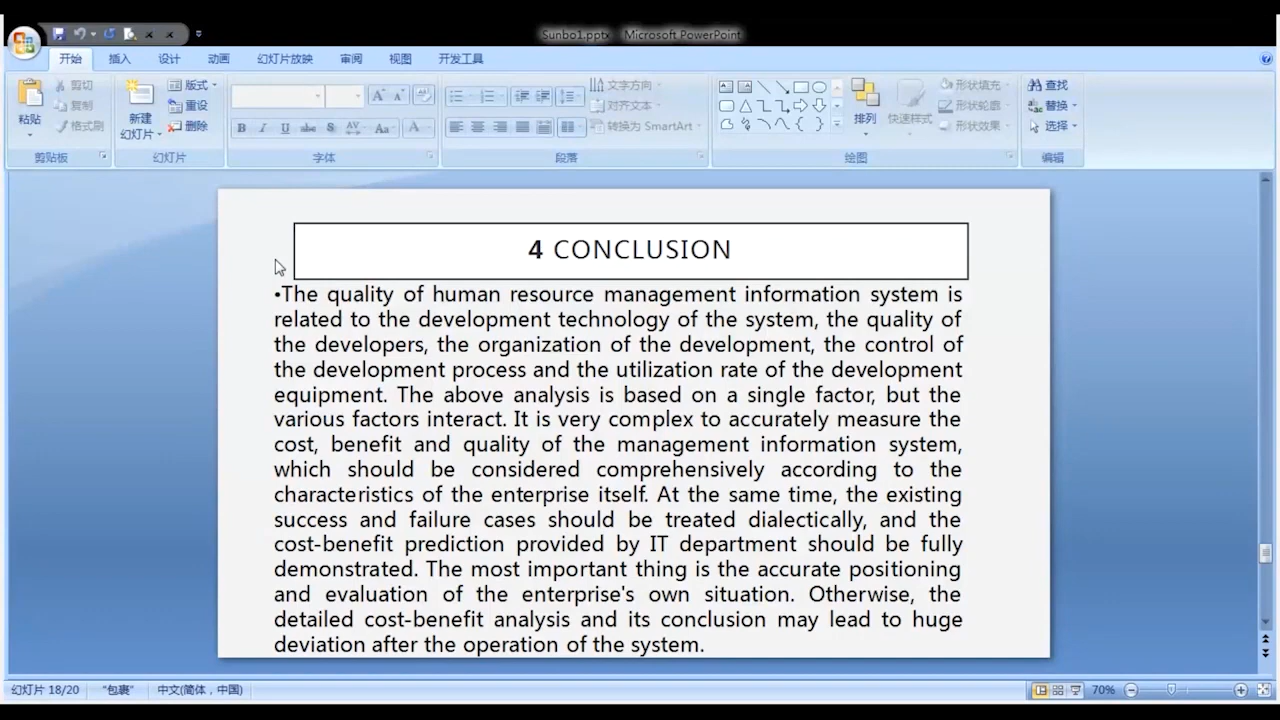 Sunbo1.pptx - Microsoft PowerPoint
开始 插入 设计 动画 幻灯片放映 审阅 视图 开发工具
粘贴 剪切 复制 格式刷 剪贴板
新建 幻灯片 版式 重设 删除 幻灯片
B I U abc S AV Aa A 字体
文字方向 对齐文本 转换为 SmartArt 段落
排列 快速样式 形状填充 形状轮廓 形状效果 绘图
查找 替换 选择 编辑
4 CONCLUSION
•The quality of human resource management information system is
related to the development technology of the system, the quality of
the developers, the organization of the development, the control of
the development process and the utilization rate of the development
equipment. The above analysis is based on a single factor, but the
various factors interact. It is very complex to accurately measure the
cost, benefit and quality of the management information system,
which should be considered comprehensively according to the
characteristics of the enterprise itself. At the same time, the existing
success and failure cases should be treated dialectically, and the
cost-benefit prediction provided by IT department should be fully
demonstrated. The most important thing is the accurate positioning
and evaluation of the enterprise's own situation. Otherwise, the
detailed cost-benefit analysis and its conclusion may lead to huge
deviation after the operation of the system.
幻灯片 18/20 "包裹" 中文(简体，中国) 70%